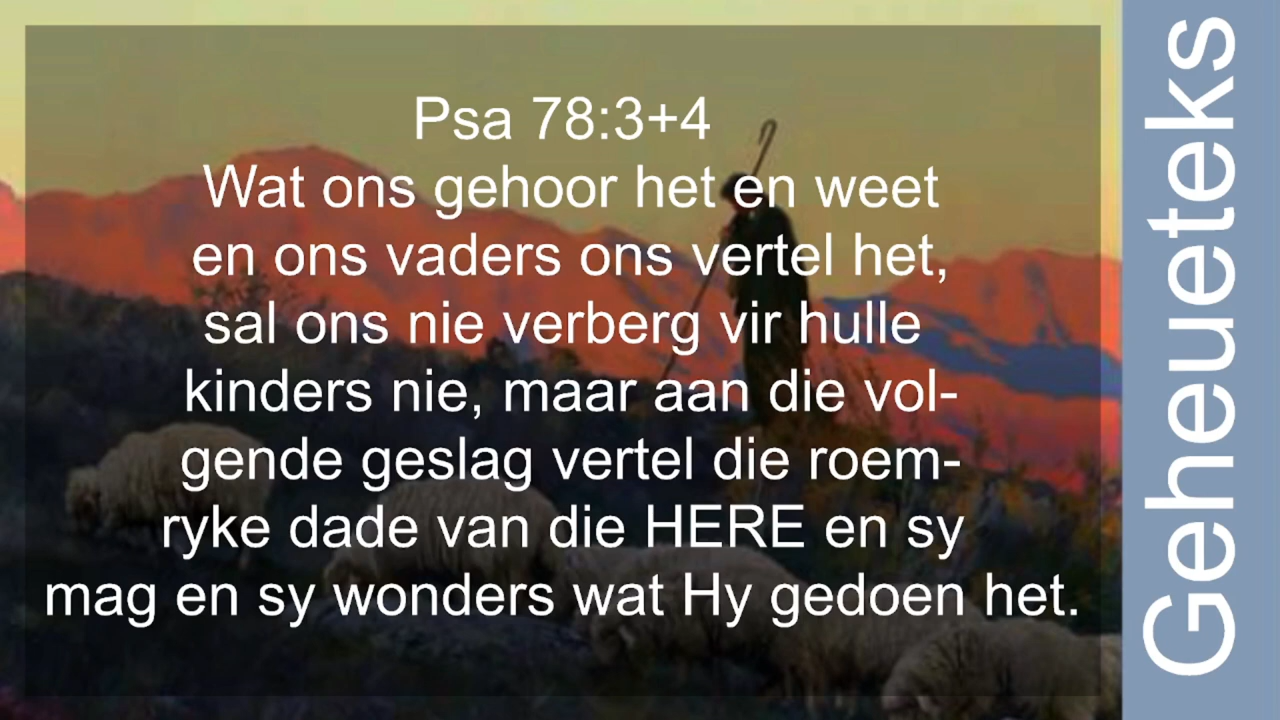 Psa 78:3+4
Wat ons gehoor het en weet
en ons vaders ons vertel het,
sal ons nie verberg vir hulle
kinders nie, maar aan die vol-
gende geslag vertel die roem-
ryke dade van die HERE en sy
mag en sy wonders wat Hy gedoen het.
Geheueteks